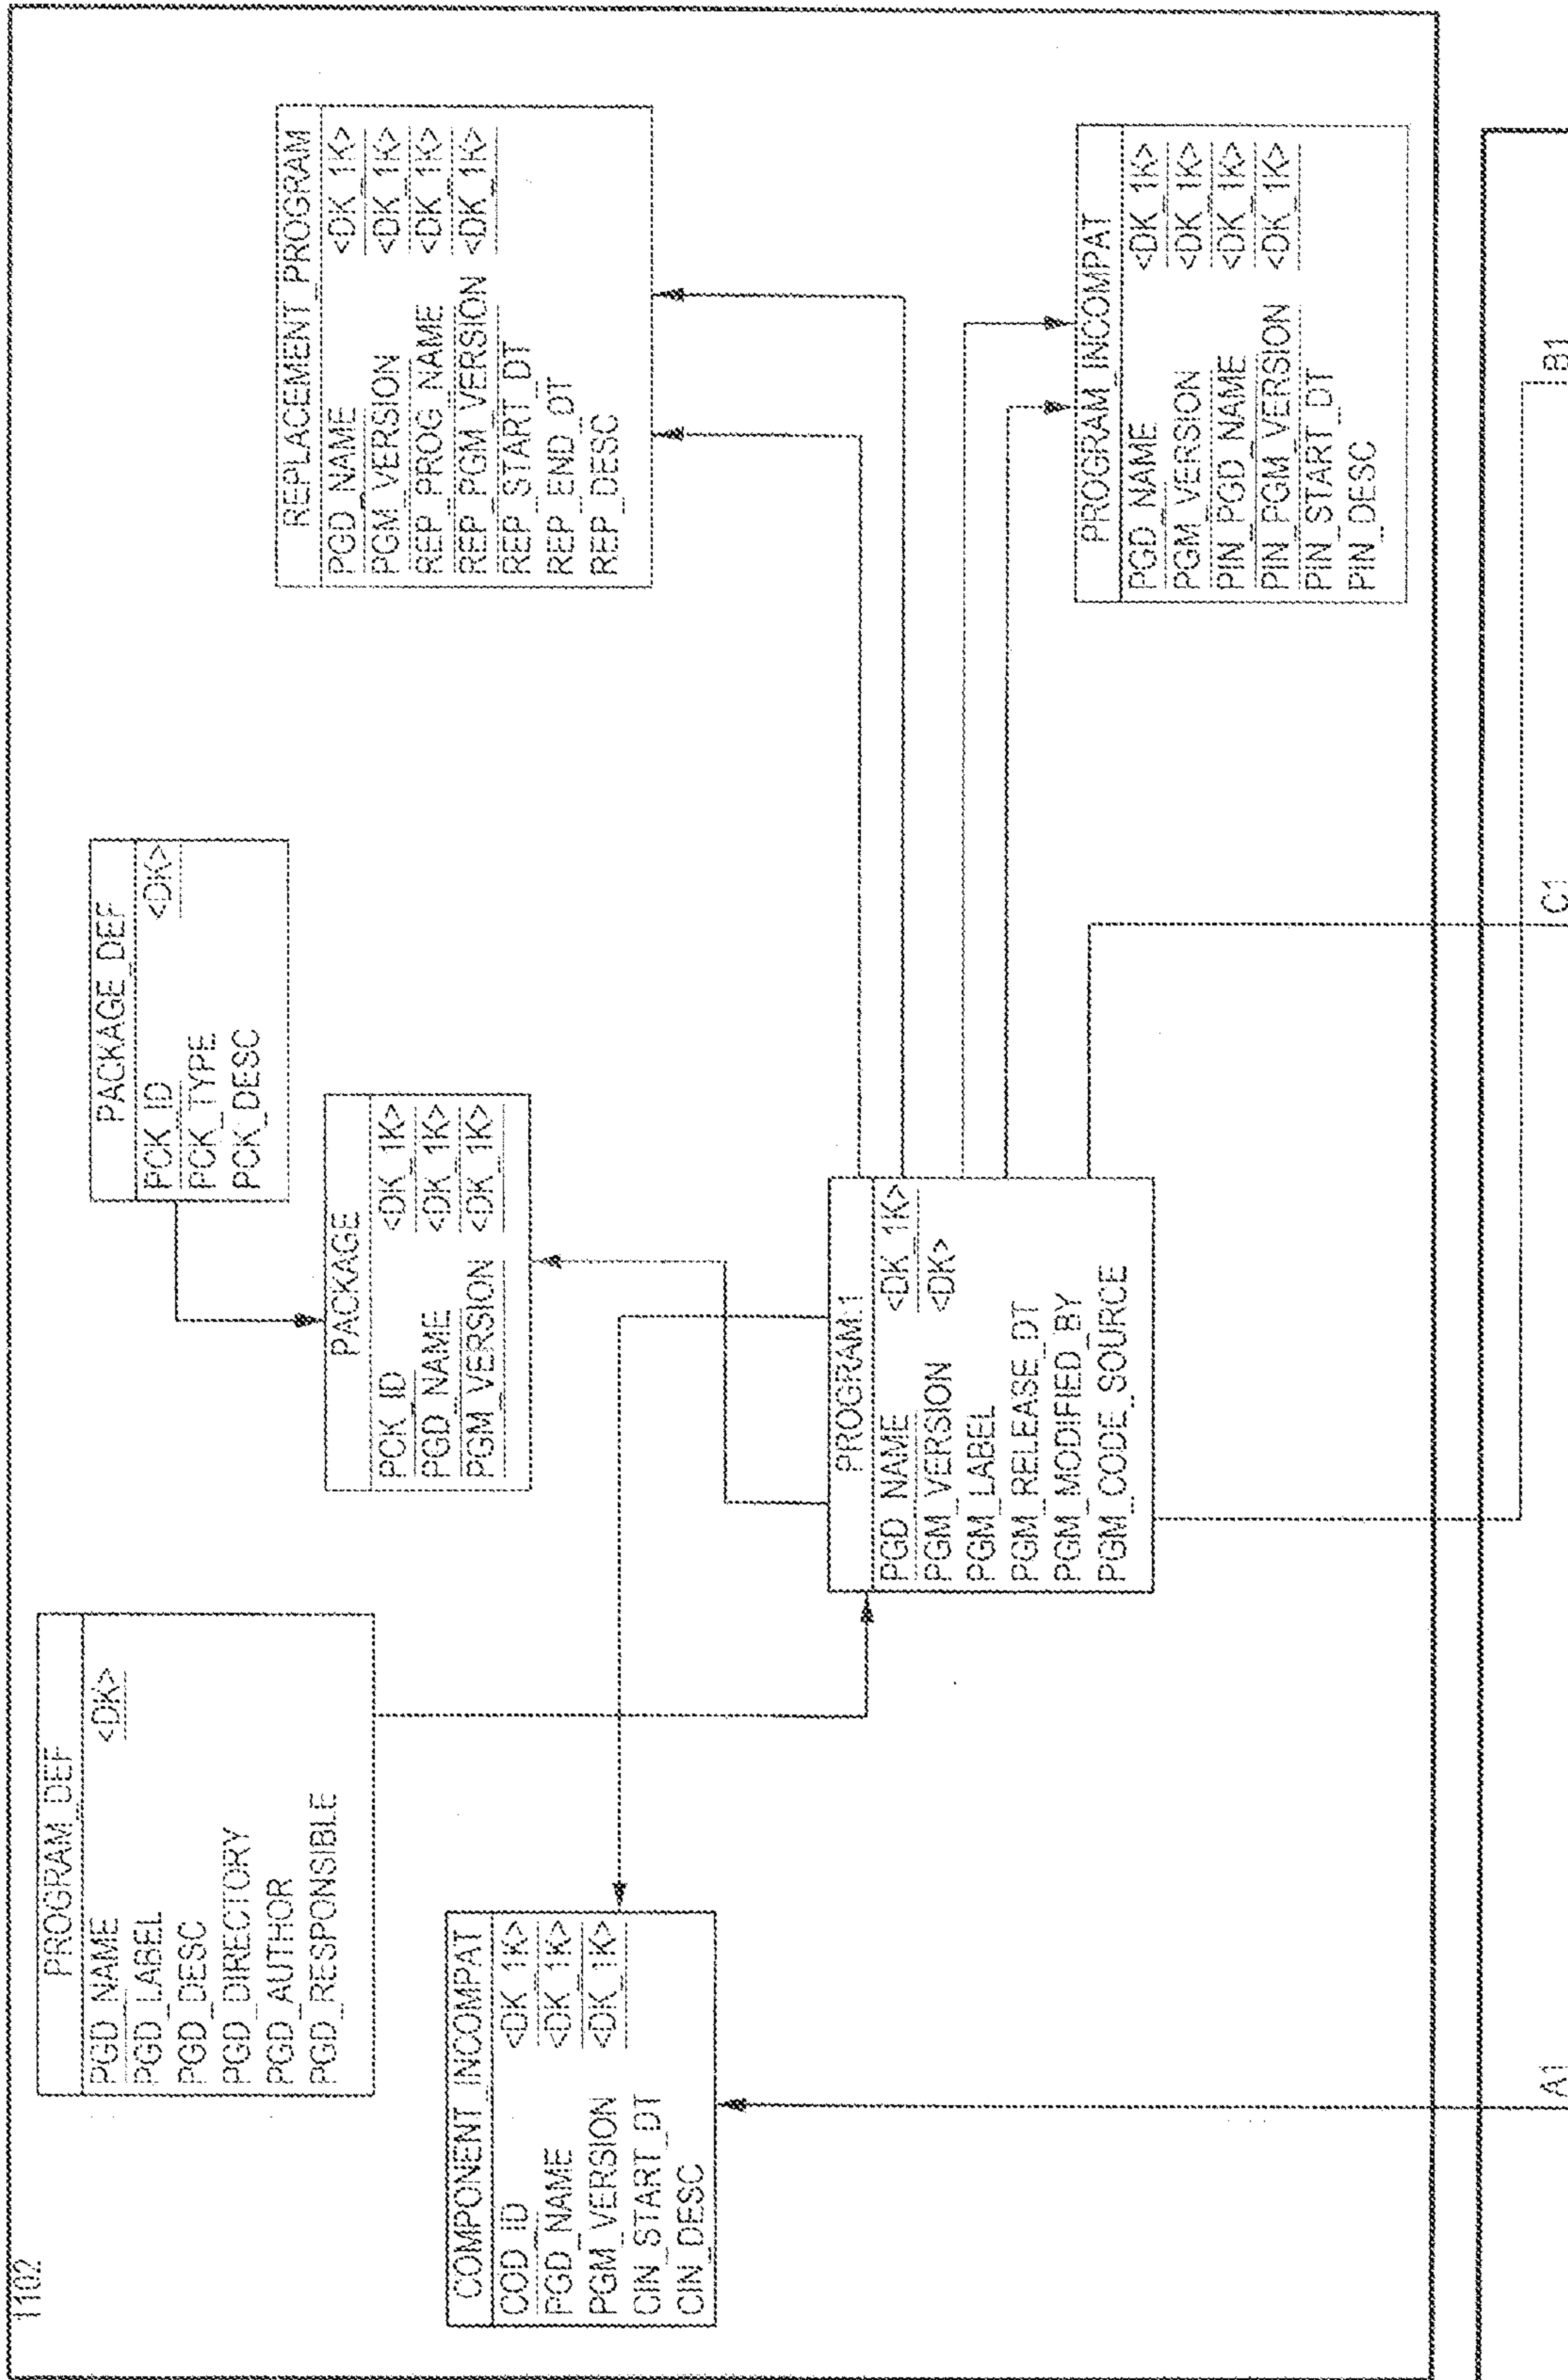 1102
PROGRAM_DEF
PGD_NAME <DK>
PGD_LABEL
PGD_DESC
PGD_DIRECTORY
PGD_AUTHOR
PGD_RESPONSIBLE
PACKAGE_DEF
PCK_ID <DK>
PCK_TYPE
PCK_DESC
PACKAGE
PCK_ID <DK_1K>
PGD_NAME <DK_1K>
PGM_VERSION <DK_1K>
REPLACEMENT_PROGRAM
PGD_NAME <DK_1K>
PGM_VERSION <DK_1K>
REP_PROG_NAME <DK_1K>
REP_PGM_VERSION <DK_1K>
REP_START_DT
REP_END_DT
REP_DESC
COMPONENT_INCOMPAT
COD_ID <DK_1K>
PGD_NAME <DK_1K>
PGM_VERSION <DK_1K>
CIN_START_DT
CIN_DESC
PROGRAM:1
PGD_NAME <DK_1K>
PGM_VERSION <DK>
PGM_LABEL
PGM_RELEASE_DT
PGM_MODIFIED_BY
PGM_CODE_SOURCE
PROGRAM_INCOMPAT
PGD_NAME <DK_1K>
PGM_VERSION <DK_1K>
PIN_PGD_NAME <DK_1K>
PIN_PGM_VERSION <DK_1K>
PIN_START_DT
PIN_DESC
A1
C1
B1